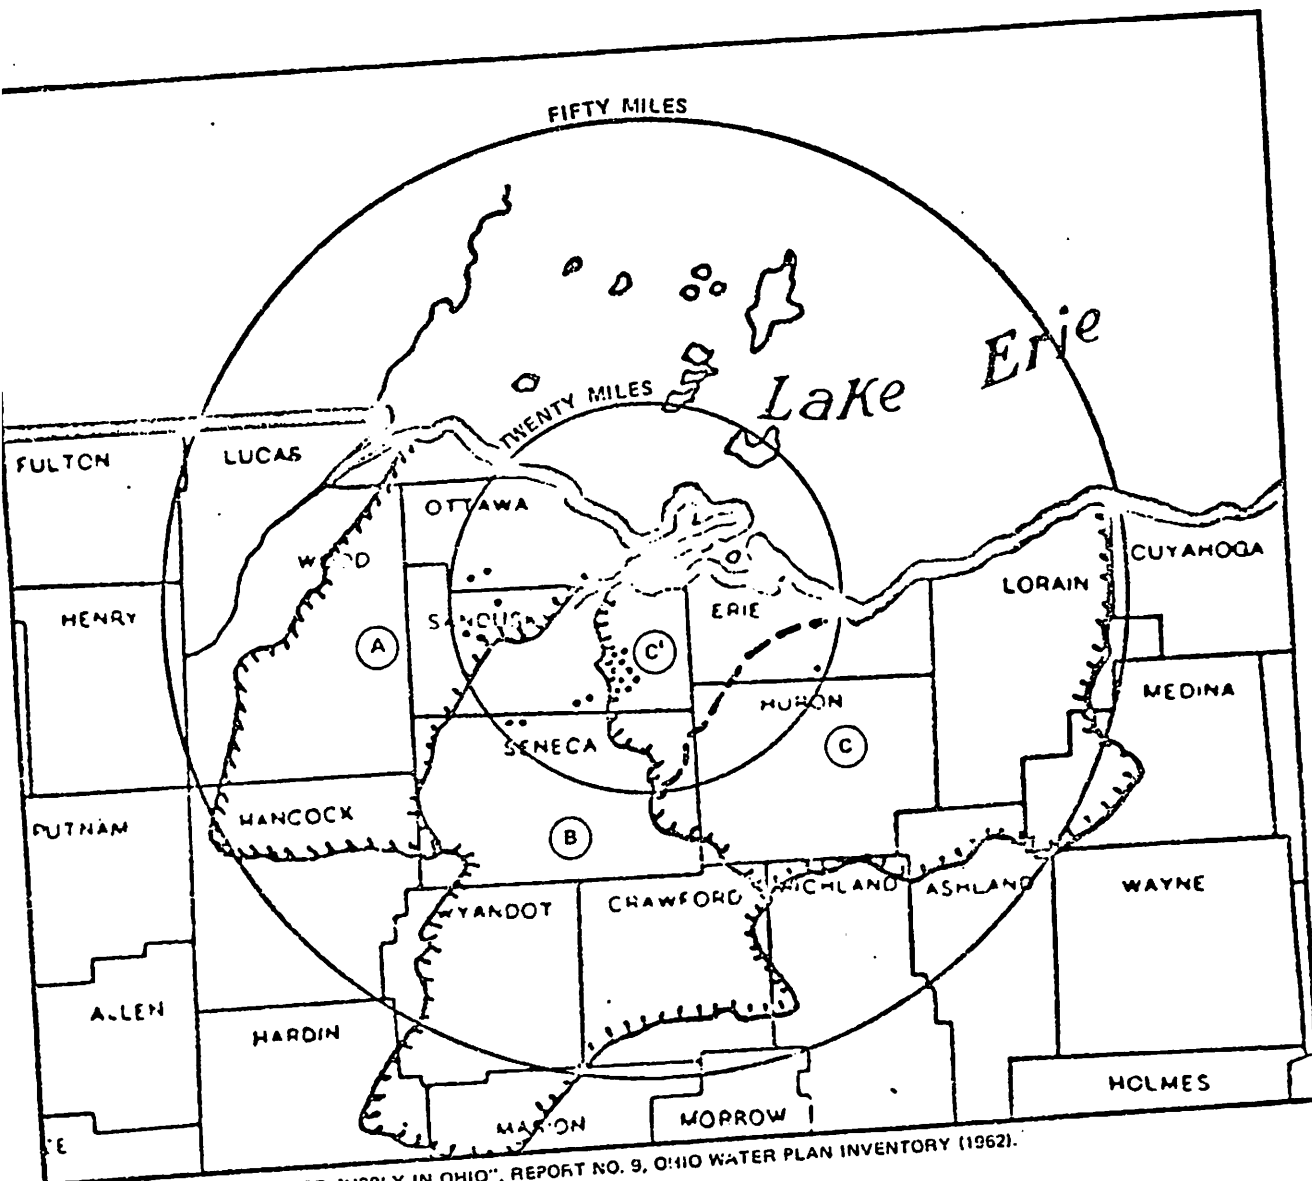 FIFTY MILES
Erie
TWENTY MILES
Lake
FULTON
LUCAS
OTTAWA
CUYAHOGA
WOOD
LORAIN
HENRY
SANDUSKY
ERIE
A
C'
MEDINA
HURON
SENECA
C
HANCOCK
PUTNAM
B
CRAWFORD
RICHLAND
ASHLAND
WAYNE
WYANDOT
ALLEN
HARDIN
HOLMES
MARION
MORROW
IN OHIO", REPORT NO. 9, OHIO WATER PLAN INVENTORY (1962).